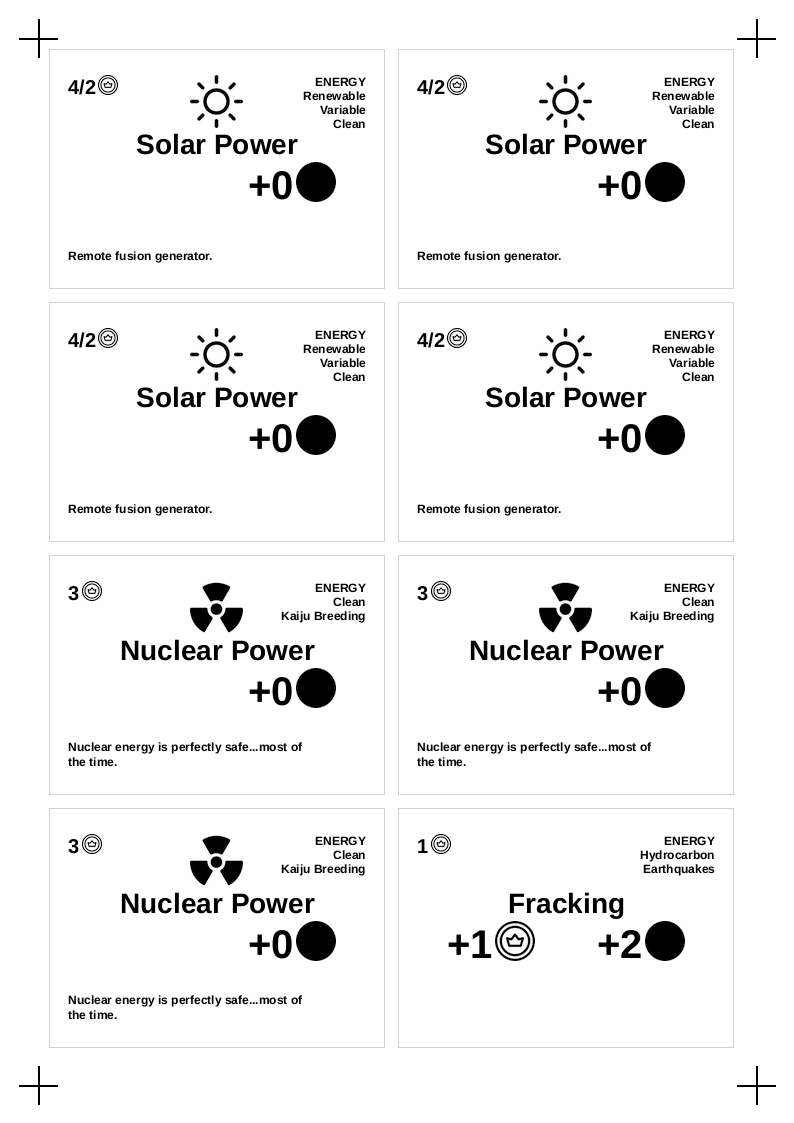 4/2
ENERGY
Renewable
Variable
Clean
Solar Power
+0
Remote fusion generator.
4/2
ENERGY
Renewable
Variable
Clean
Solar Power
+0
Remote fusion generator.
4/2
ENERGY
Renewable
Variable
Clean
Solar Power
+0
Remote fusion generator.
4/2
ENERGY
Renewable
Variable
Clean
Solar Power
+0
Remote fusion generator.
3
ENERGY
Clean
Kaiju Breeding
Nuclear Power
+0
Nuclear energy is perfectly safe...most of
the time.
3
ENERGY
Clean
Kaiju Breeding
Nuclear Power
+0
Nuclear energy is perfectly safe...most of
the time.
3
ENERGY
Clean
Kaiju Breeding
Nuclear Power
+0
Nuclear energy is perfectly safe...most of
the time.
1
ENERGY
Hydrocarbon
Earthquakes
Fracking
+1 +2